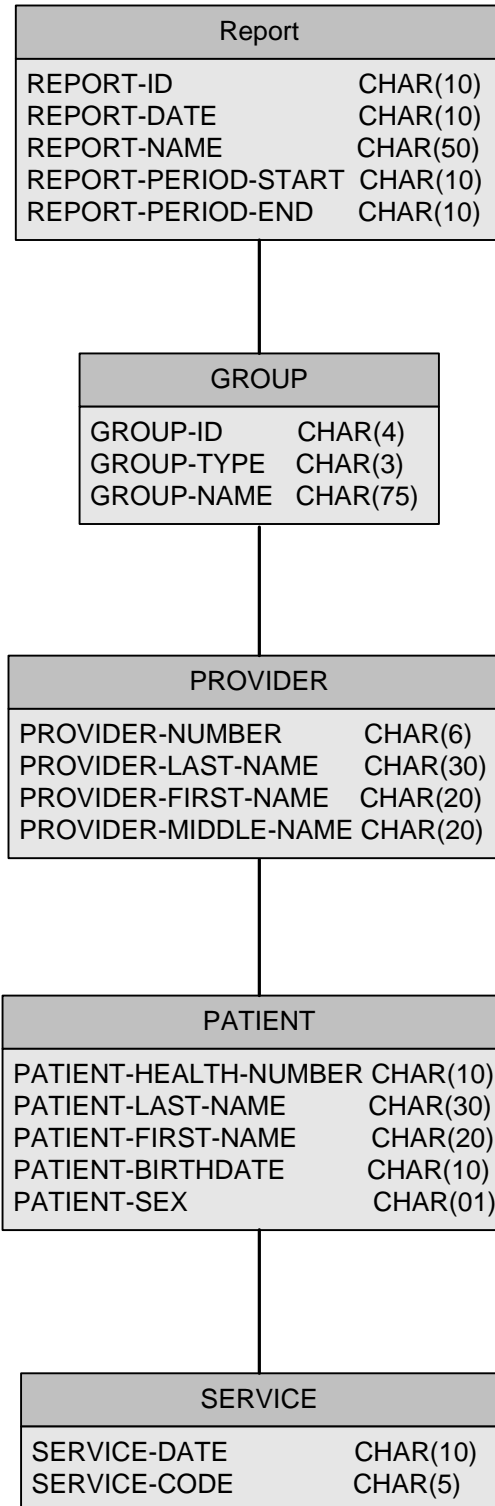 Report
REPORT-ID CHAR(10)
REPORT-DATE CHAR(10)
REPORT-NAME CHAR(50)
REPORT-PERIOD-START CHAR(10)
REPORT-PERIOD-END CHAR(10)
GROUP
GROUP-ID CHAR(4)
GROUP-TYPE CHAR(3)
GROUP-NAME CHAR(75)
PROVIDER
PROVIDER-NUMBER CHAR(6)
PROVIDER-LAST-NAME CHAR(30)
PROVIDER-FIRST-NAME CHAR(20)
PROVIDER-MIDDLE-NAME CHAR(20)
PATIENT
PATIENT-HEALTH-NUMBER CHAR(10)
PATIENT-LAST-NAME CHAR(30)
PATIENT-FIRST-NAME CHAR(20)
PATIENT-BIRTHDATE CHAR(10)
PATIENT-SEX CHAR(01)
SERVICE
SERVICE-DATE CHAR(10)
SERVICE-CODE CHAR(5)